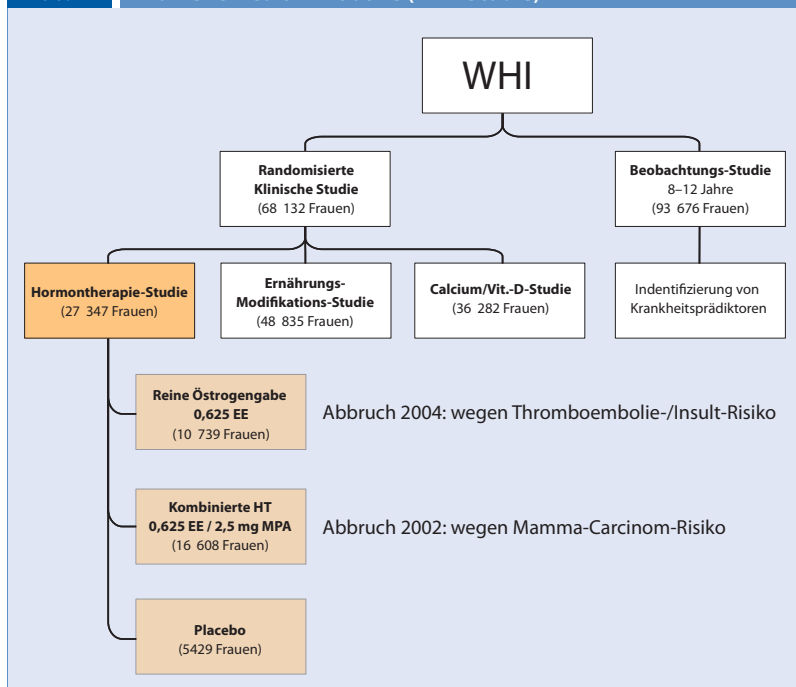 WHI
Randomisierte
Klinische Studie
(68 132 Frauen)
Beobachtungs-Studie
8–12 Jahre
(93 676 Frauen)
Hormontherapie-Studie
(27 347 Frauen)
Ernährungs-
Modifikations-Studie
(48 835 Frauen)
Calcium/Vit.-D-Studie
(36 282 Frauen)
Indentifizierung von
Krankheitsprädiktoren
Reine Östrogengabe
0,625 EE
(10 739 Frauen)
Abbruch 2004: wegen Thromboembolie-/Insult-Risiko
Kombinierte HT
0,625 EE / 2,5 mg MPA
(16 608 Frauen)
Abbruch 2002: wegen Mamma-Carcinom-Risiko
Placebo
(5429 Frauen)